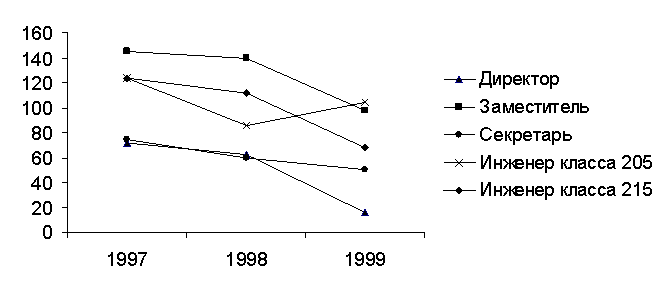 160
140
120
100
80
60
40
20
0
1997 1998 1999
Директор
Заместитель
Секретарь
Инженер класса 205
Инженер класса 215